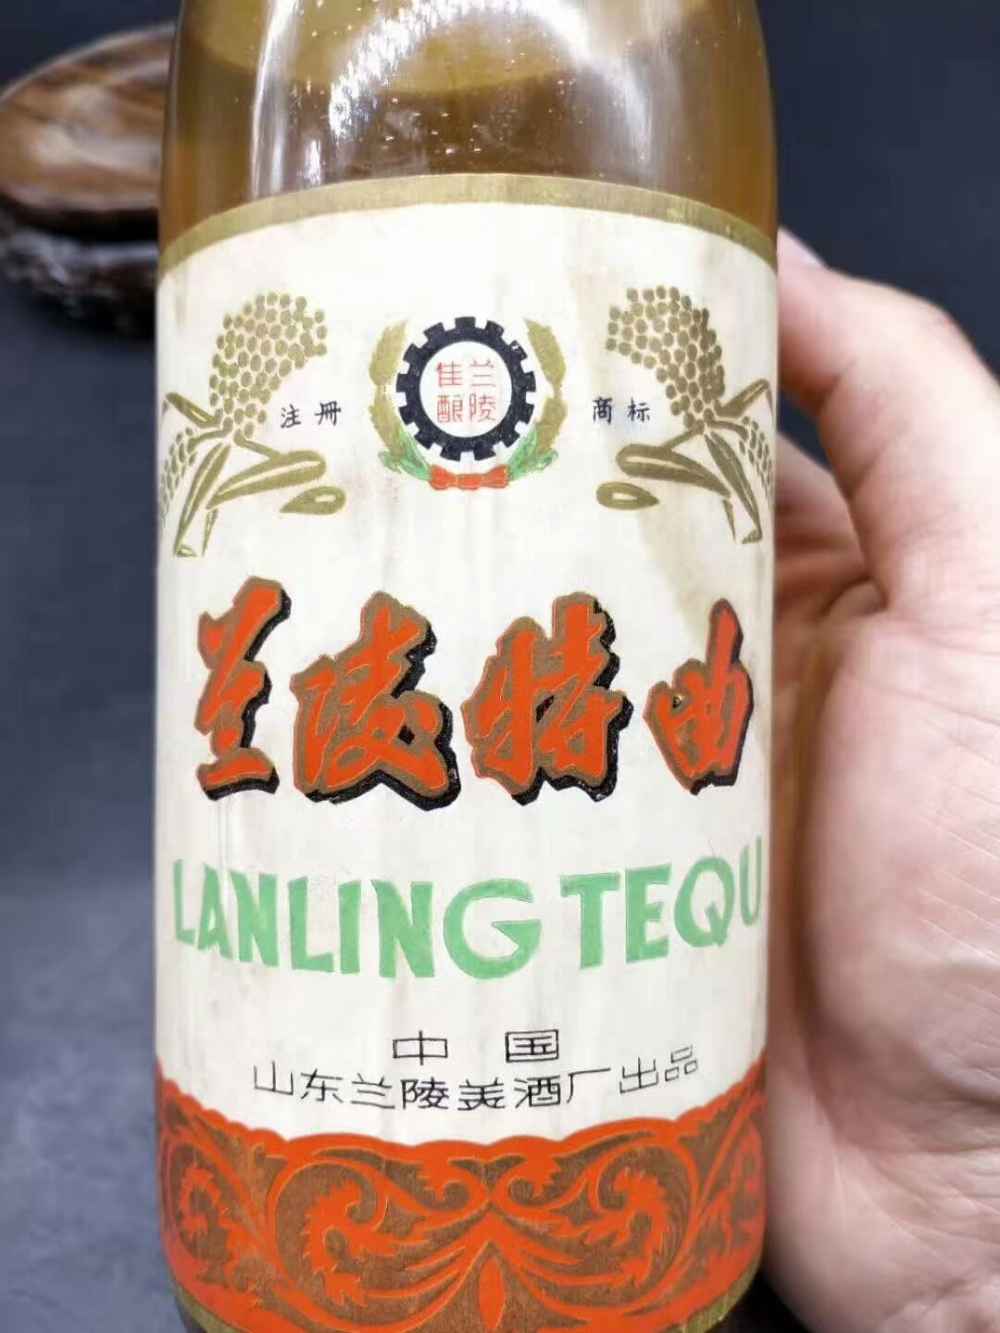 兰陵
佳酿
注册 商标
兰陵特曲
LANLING TEQU
中国
山东兰陵美酒厂出品